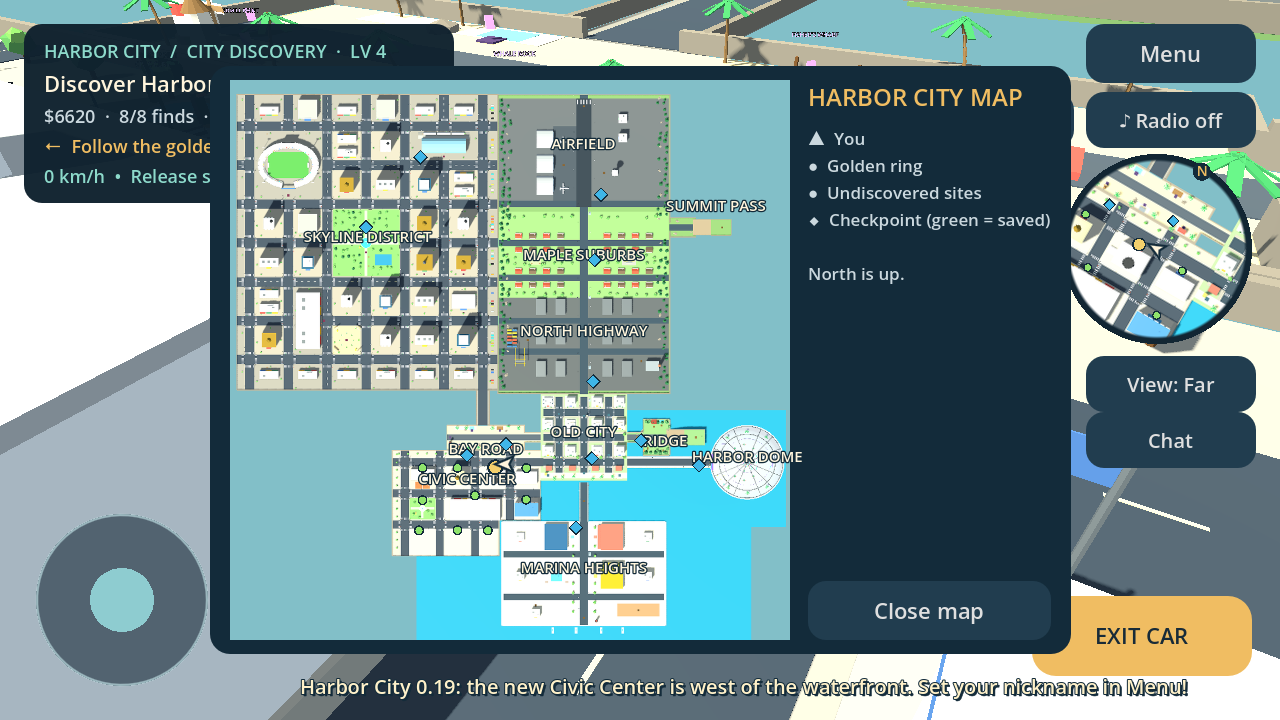 HARBOR CITY / CITY DISCOVERY · LV 4
Discover Harbor
$6620 · 8/8 finds ·
← Follow the golde
0 km/h • Release s
AIRFIELD
SUMMIT PASS
SKYLINE DISTRICT
MAPLE SUBURBS
NORTH HIGHWAY
OLD CITY
RIDGE
BAY ROAD
HARBOR DOME
CIVIC CENTER
MARINA HEIGHTS
HARBOR CITY MAP
You
Golden ring
Undiscovered sites
Checkpoint (green = saved)
North is up.
Close map
Menu
♪ Radio off
N
View: Far
Chat
EXIT CAR
Harbor City 0.19: the new Civic Center is west of the waterfront. Set your nickname in Menu!